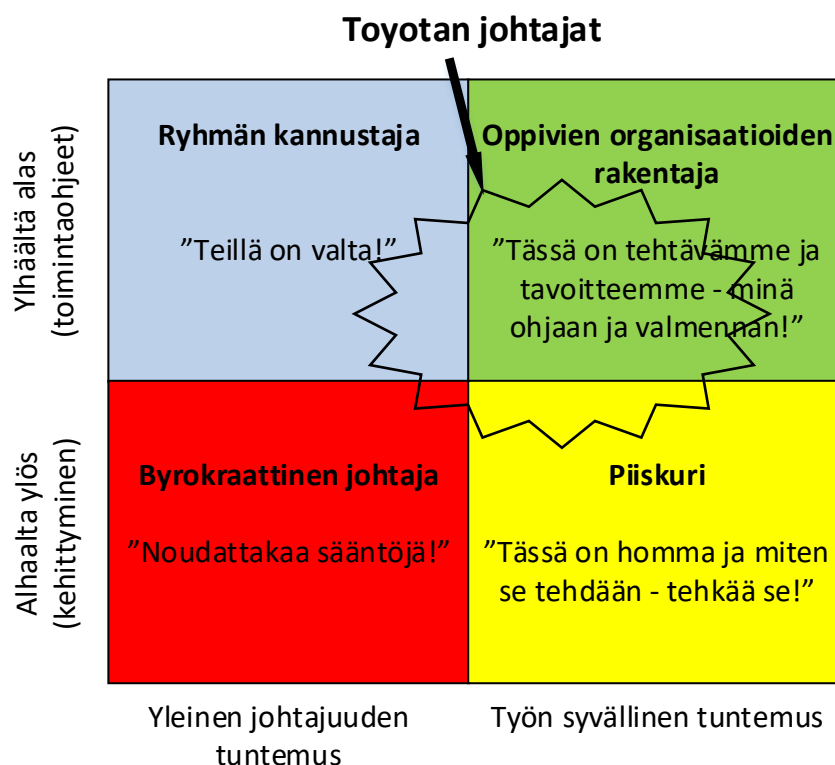 Toyotan johtajat
Ylhäältä alas
(toimintaohjeet)
Ryhmän kannustaja
”Teillä on valta!”
Oppivien organisaatioiden
rakentaja
”Tässä on tehtävämme ja
tavoitteemme - minä
ohjaan ja valmennan!”
Alhaalta ylös
(kehittyminen)
Byrokraattinen johtaja
”Noudattakaa sääntöjä!”
Piiskuri
”Tässä on homma ja miten
se tehdään - tehkää se!”
Yleinen johtajuuden
tuntemus
Työn syvällinen tuntemus